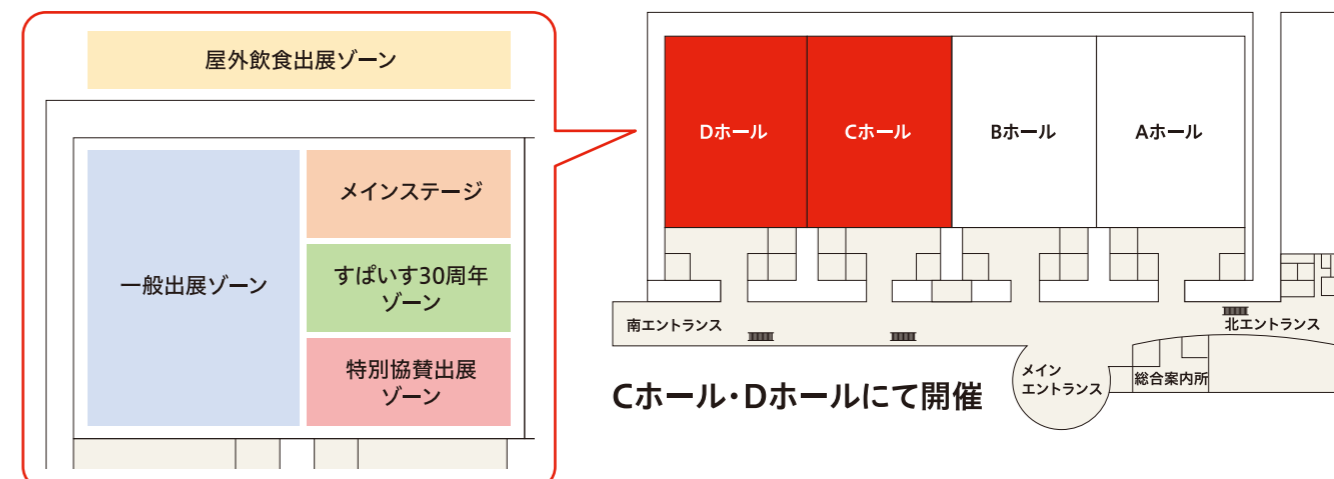 屋外飲食出展ゾーン
一般出展ゾーン
メインステージ
すぱいす30周年
ゾーン
特別協賛出展
ゾーン
Dホール
Cホール
Bホール
Aホール
南エントランス
北エントランス
メイン
エントランス
総合案内所
Cホール・Dホールにて開催